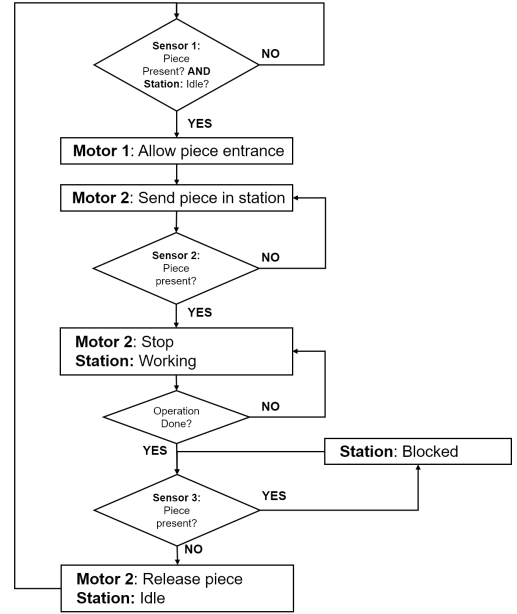 Sensor 1:
Piece
Present? AND
Station: Idle?
NO
YES
Motor 1: Allow piece entrance
Motor 2: Send piece in station
Sensor 2:
Piece
present?
NO
YES
Motor 2: Stop
Station: Working
Operation
Done?
NO
YES
Station: Blocked
Sensor 3:
Piece
present?
YES
NO
Motor 2: Release piece
Station: Idle